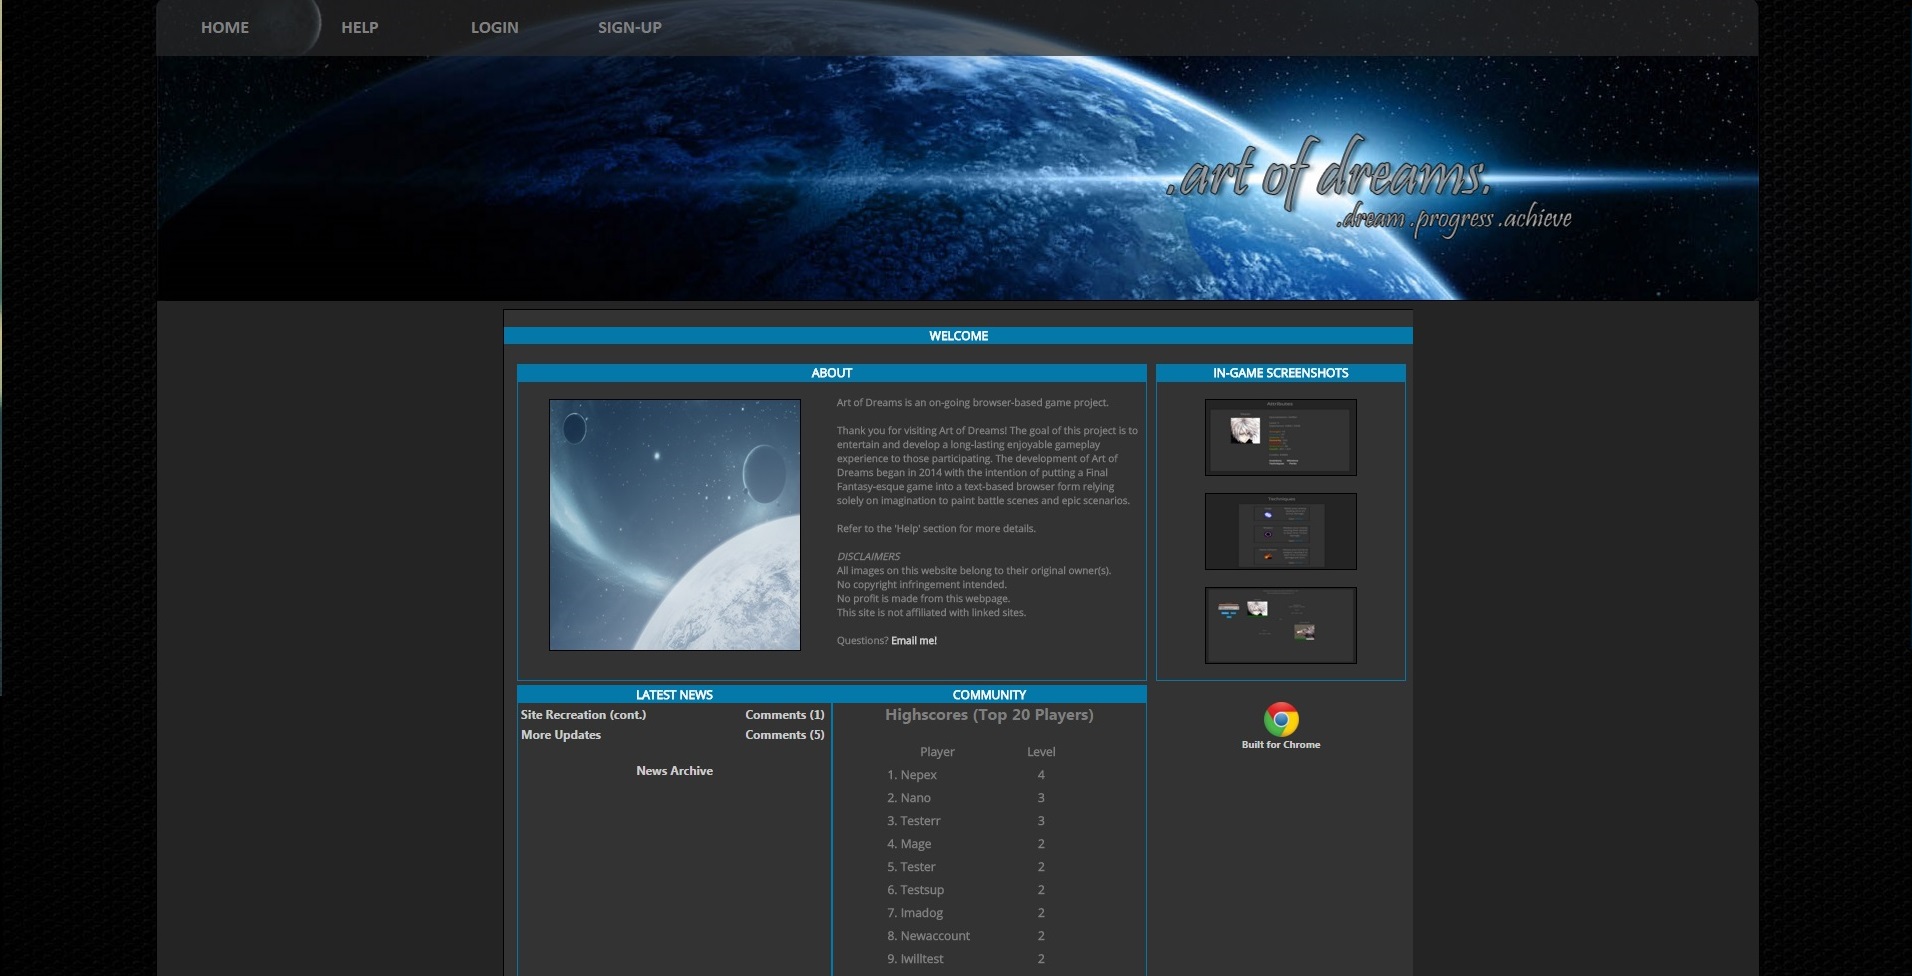 HOME
HELP
LOGIN
SIGN-UP
.art of dreams.
.dream .progress .achieve
WELCOME
ABOUT
Art of Dreams is an on-going browser-based game project.
Thank you for visiting Art of Dreams! The goal of this project is to
entertain and develop a long-lasting enjoyable gameplay
experience to those participating. The development of Art of
Dreams began in 2014 with the intention of putting a Final
Fantasy-esque game into a text-based browser form relying
solely on imagination to paint battle scenes and epic scenarios.
Refer to the 'Help' section for more details.
DISCLAIMERS
All images on this website belong to their original owner(s).
No copyright infringement intended.
No profit is made from this webpage.
This site is not affiliated with linked sites.
Questions? Email me!
IN-GAME SCREENSHOTS
Attributes
Techniques
LATEST NEWS
Site Recreation (cont.) Comments (1)
More Updates Comments (5)
News Archive
COMMUNITY
Highscores (Top 20 Players)
Player Level
1. Nepex 4
2. Nano 3
3. Testerr 3
4. Mage 2
5. Tester 2
6. Testsup 2
7. Imadog 2
8. Newaccount 2
9. Iwilltest 2
Built for Chrome